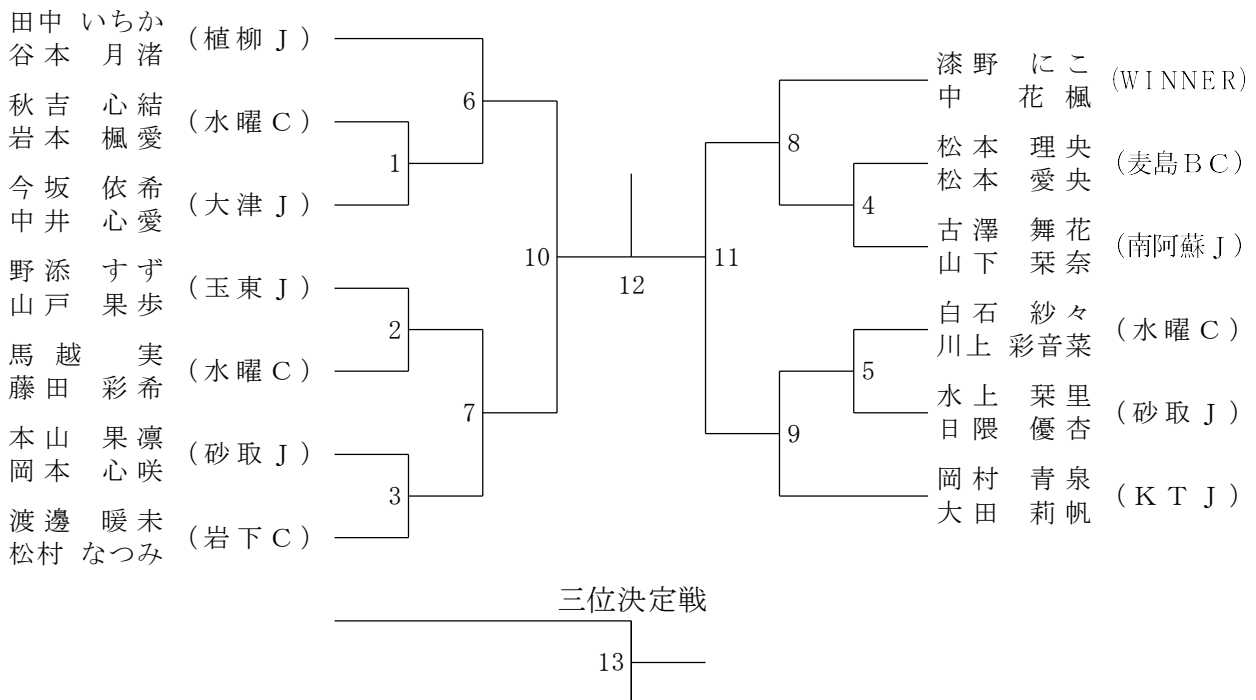 田中 いちか
谷本 月渚
(植柳J)
秋吉 心結
岩本 楓愛
(水曜C)
今坂 依希
中井 心愛
(大津J)
野添 すず
山戸 果歩
(玉東J)
馬越 実
藤田 彩希
(水曜C)
本山 果凛
岡本 心咲
(砂取J)
渡邊 暖未
松村 なつみ
(岩下C)
6
1
2
7
3
10
12
11
8
4
5
9
漆野 にこ
中 花楓
(WINNER)
松本 理央
松本 愛央
(麦島BC)
古澤 舞花
山下 栞奈
(南阿蘇J)
白石 紗々
川上 彩音菜
(水曜C)
水上 栞里
日隈 優杏
(砂取J)
岡村 青泉
大田 莉帆
(KTJ)
三位決定戦
13